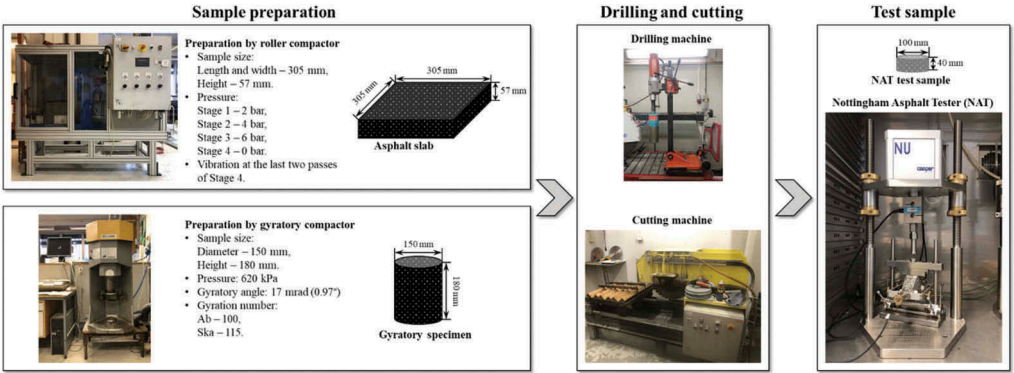 Sample preparation
Drilling and cutting
Test sample
Preparation by roller compactor
• Sample size:
Length and width – 305 mm,
Height – 57 mm.
• Pressure:
Stage 1 – 2 bar,
Stage 2 – 4 bar,
Stage 3 – 6 bar,
Stage 4 – 0 bar.
• Vibration at the last two passes
of Stage 4.
305 mm
305 mm
57 mm
Asphalt slab
Preparation by gyratory compactor
• Sample size:
Diameter – 150 mm,
Height – 180 mm.
• Pressure: 620 kPa
• Gyratory angle: 17 mrad (0.97°)
• Gyration number:
Ab – 100,
Ska – 115.
150 mm
180 mm
Gyratory specimen
Drilling machine
Cutting machine
100 mm
40 mm
NAT test sample
Nottingham Asphalt Tester (NAT)
NU
cooper